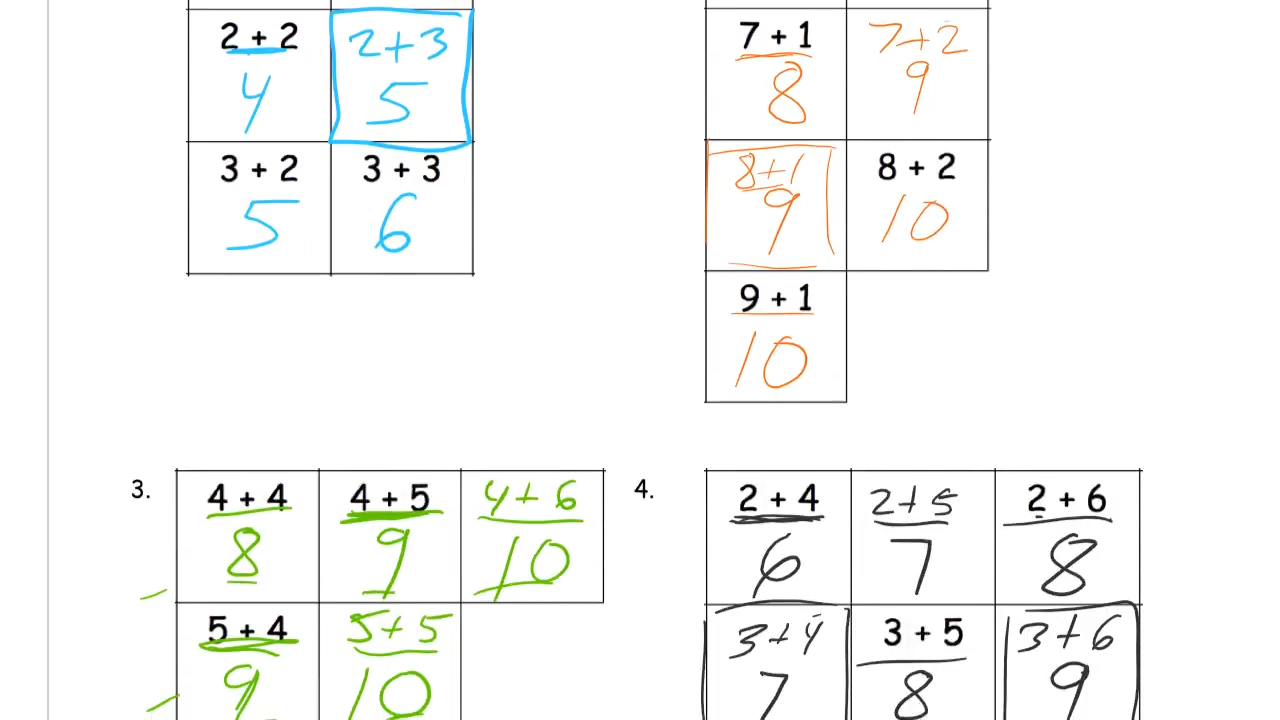 2 + 2 2 + 3
4 5
3 + 2 3 + 3
5 6
7 + 1 7 + 2
8 9
8 + 1 8 + 2
9 10
9 + 1
10
3. 4 + 4 4 + 5 4 + 6
8 9 10
5 + 4 5 + 5
9 10
4. 2 + 4 2 + 5 2 + 6
6 7 8
3 + 4 3 + 5 3 + 6
7 8 9